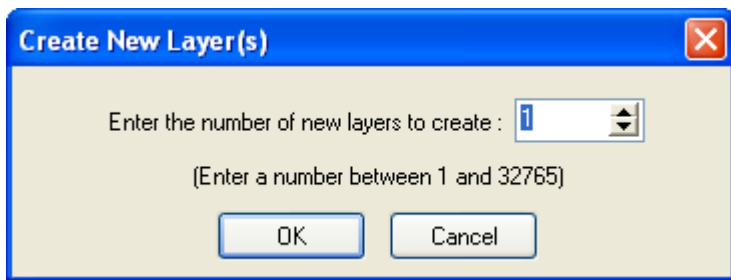 Create New Layer(s)
Enter the number of new layers to create : 1
(Enter a number between 1 and 32765)
OK Cancel